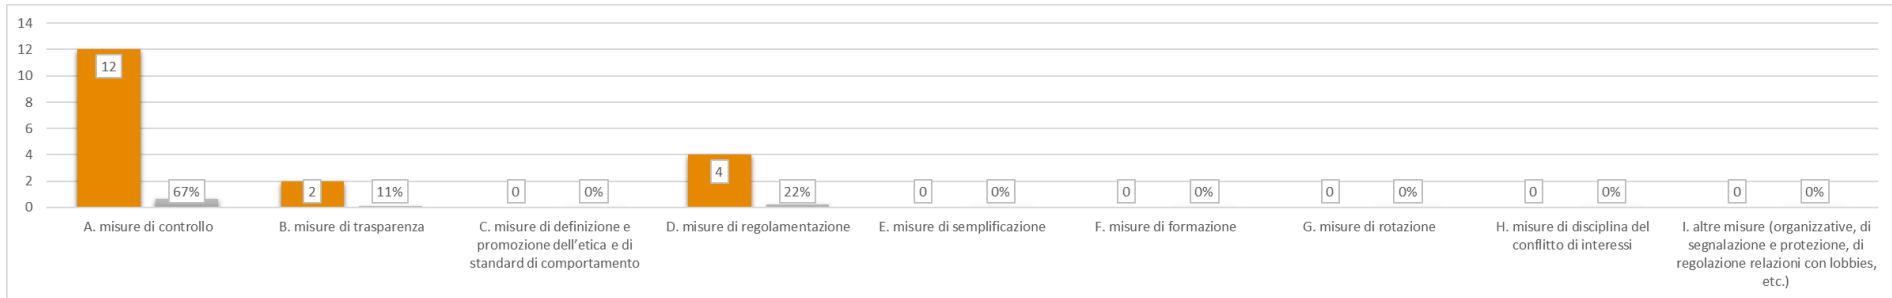 14
12
10
8
6
4
2
0
12
67%
2
11%
0
0%
4
22%
0
0%
0
0%
0
0%
0
0%
0
0%
A. misure di controllo
B. misure di trasparenza
C. misure di definizione e
promozione dell'etica e di
standard di comportamento
D. misure di regolamentazione
E. misure di semplificazione
F. misure di formazione
G. misure di rotazione
H. misure di disciplina del
conflitto di interessi
I. altre misure (organizzative, di
segnalazione e protezione, di
regolazione relazioni con lobbies,
etc.)